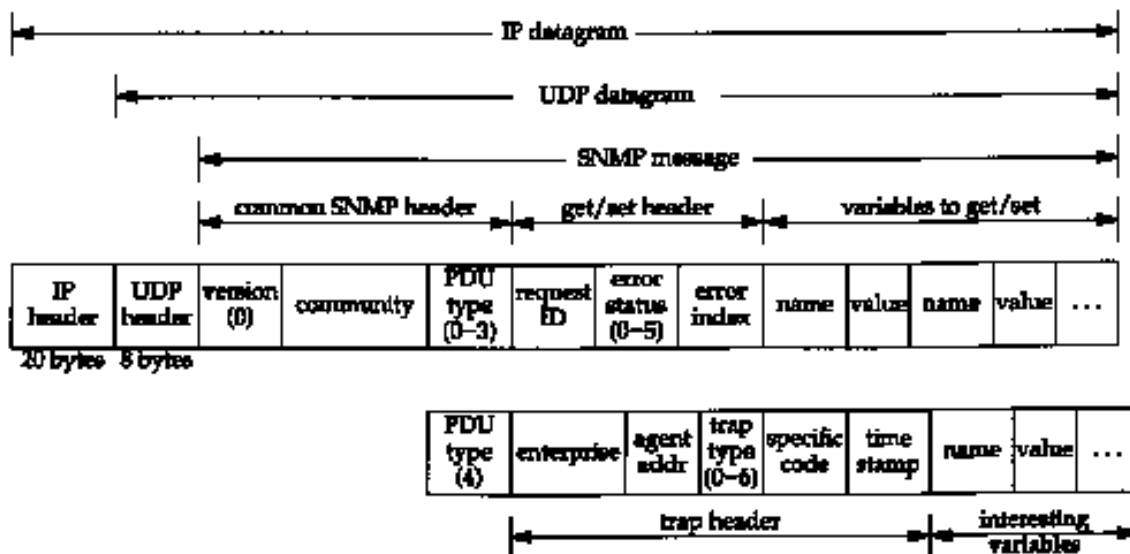 IP datagram
UDP datagram
SNMP message
common SNMP header get/set header variables to get/set
IP header UDP header version (0) community PDU type (0-3) request ID error status (0-5) error index name value name value ...
20 bytes 8 bytes
PDU type (4) enterprise agent addr trap type (0-6) specific code time stamp name value ...
trap header interesting variables